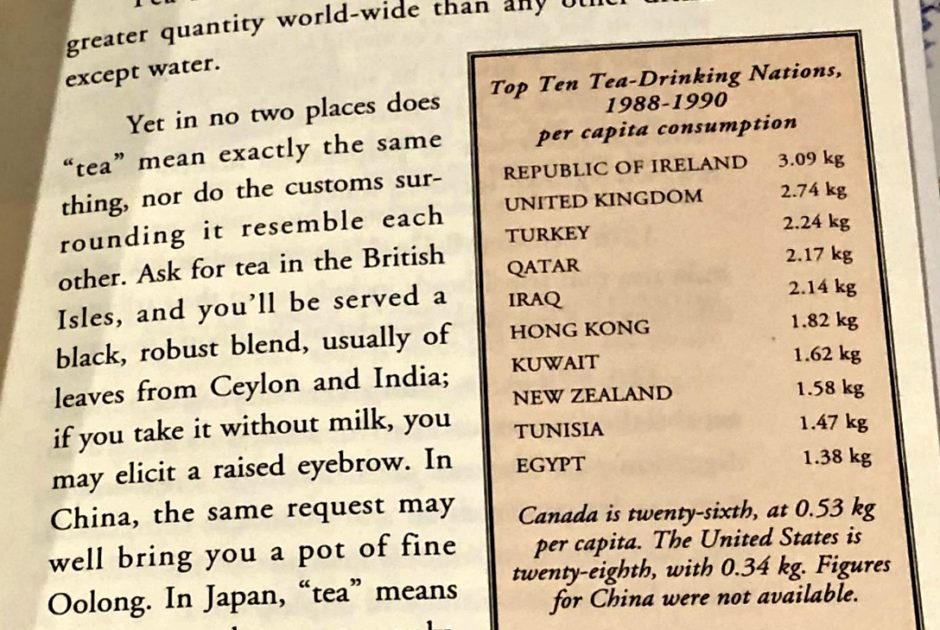 greater quantity world-wide than any other
except water.
Yet in no two places does
“tea” mean exactly the same
thing, nor do the customs sur-
rounding it resemble each
other. Ask for tea in the British
Isles, and you’ll be served a
black, robust blend, usually of
leaves from Ceylon and India;
if you take it without milk, you
may elicit a raised eyebrow. In
China, the same request may
well bring you a pot of fine
Oolong. In Japan, “tea” means
Top Ten Tea-Drinking Nations,
1988-1990
per capita consumption
REPUBLIC OF IRELAND 3.09 kg
UNITED KINGDOM 2.74 kg
TURKEY 2.24 kg
QATAR 2.17 kg
IRAQ 2.14 kg
HONG KONG 1.82 kg
KUWAIT 1.62 kg
NEW ZEALAND 1.58 kg
TUNISIA 1.47 kg
EGYPT 1.38 kg
Canada is twenty-sixth, at 0.53 kg
per capita. The United States is
twenty-eighth, with 0.34 kg. Figures
for China were not available.